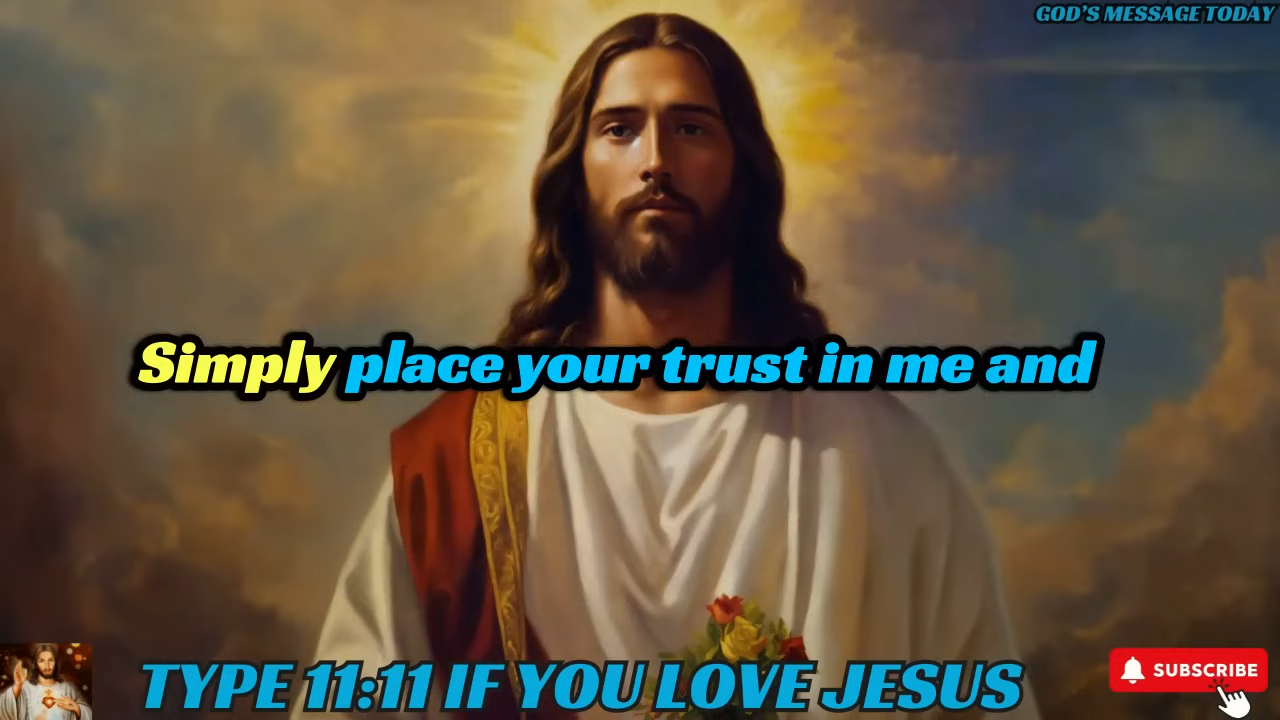 GOD'S MESSAGE TODAY
Simply place your trust in me and
TYPE 11:11 IF YOU LOVE JESUS
SUBSCRIBE